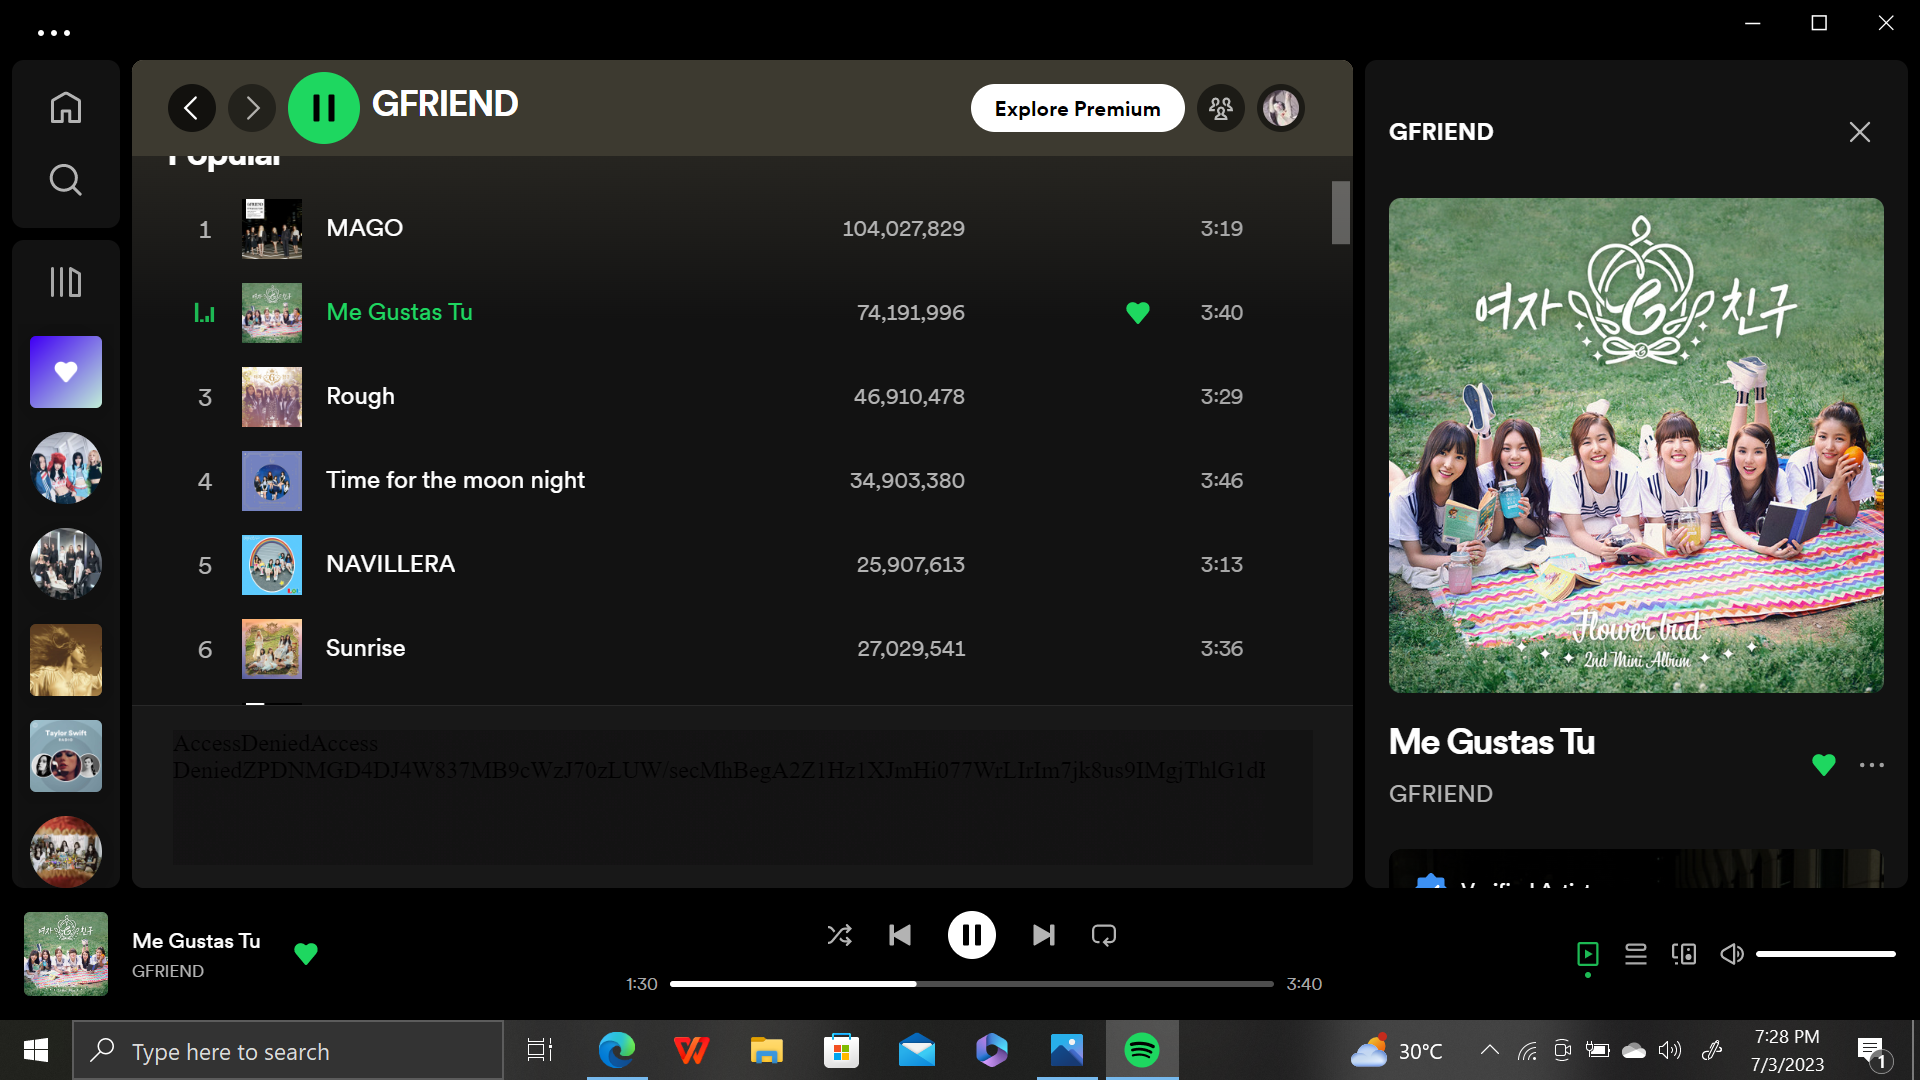 GFRIEND
Explore Premium
Popular
1 MAGO 104,027,829 3:19
Me Gustas Tu 74,191,996 3:40
3 Rough 46,910,478 3:29
4 Time for the moon night 34,903,380 3:46
5 NAVILLERA 25,907,613 3:13
6 Sunrise 27,029,541 3:36
AccessDeniedAccess
DeniedZPDNMGD4DJ4W837MB9cWzJ70zLUW/secMhBegA2Z1Hz1XJmHi077WrLIrIm7jk8us9IMgjThlG1dI
GFRIEND
여자 G 친구
Flower bud
2nd Mini Album
Me Gustas Tu
GFRIEND
Verified Artist
Taylor Swift
Me Gustas Tu
GFRIEND
1:30
3:40
Type here to search
30°C
7:28 PM
7/3/2023
1